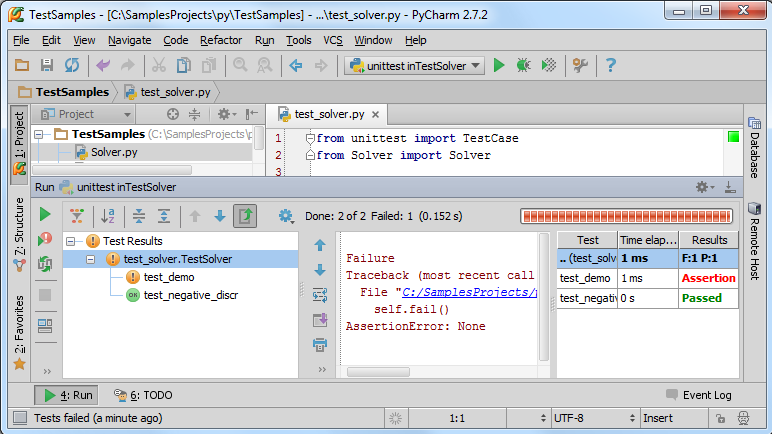 TestSamples - [C:\SamplesProjects\py\TestSamples] - ...\test_solver.py - PyCharm 2.7.2
File Edit View Navigate Code Refactor Run Tools VCS Window Help
unittest inTestSolver
TestSamples test_solver.py
1: Project
Project
TestSamples (C:\SamplesProjects\p
Solver.py
test_solver.py
1 from unittest import TestCase
2 from Solver import Solver
3
Database
Remote Host
Run unittest inTestSolver
7: Structure
2: Favorites
Done: 2 of 2 Failed: 1 (0.152 s)
Test Results
test_solver.TestSolver
test_demo
OK test_negative_discr
Failure
Traceback (most recent call
File "C:/SamplesProjects/p
self.fail()
AssertionError: None
Test Time elap... Results
.. (test_solv 1 ms F:1 P:1
test_demo 1 ms Assertion
test_negativ 0 s Passed
4: Run 6: TODO Event Log
Tests failed (a minute ago) 1:1 UTF-8 Insert